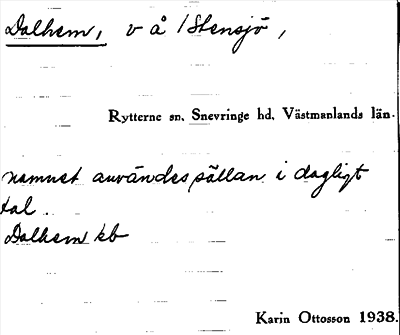 Dalhem, v å /Stensjö,
Rytterne sn. Snevringe hd. Västmanlands län.
namnet användes sällan i dagligt
tal
Dalhem kb
Karin Ottosson 1938.